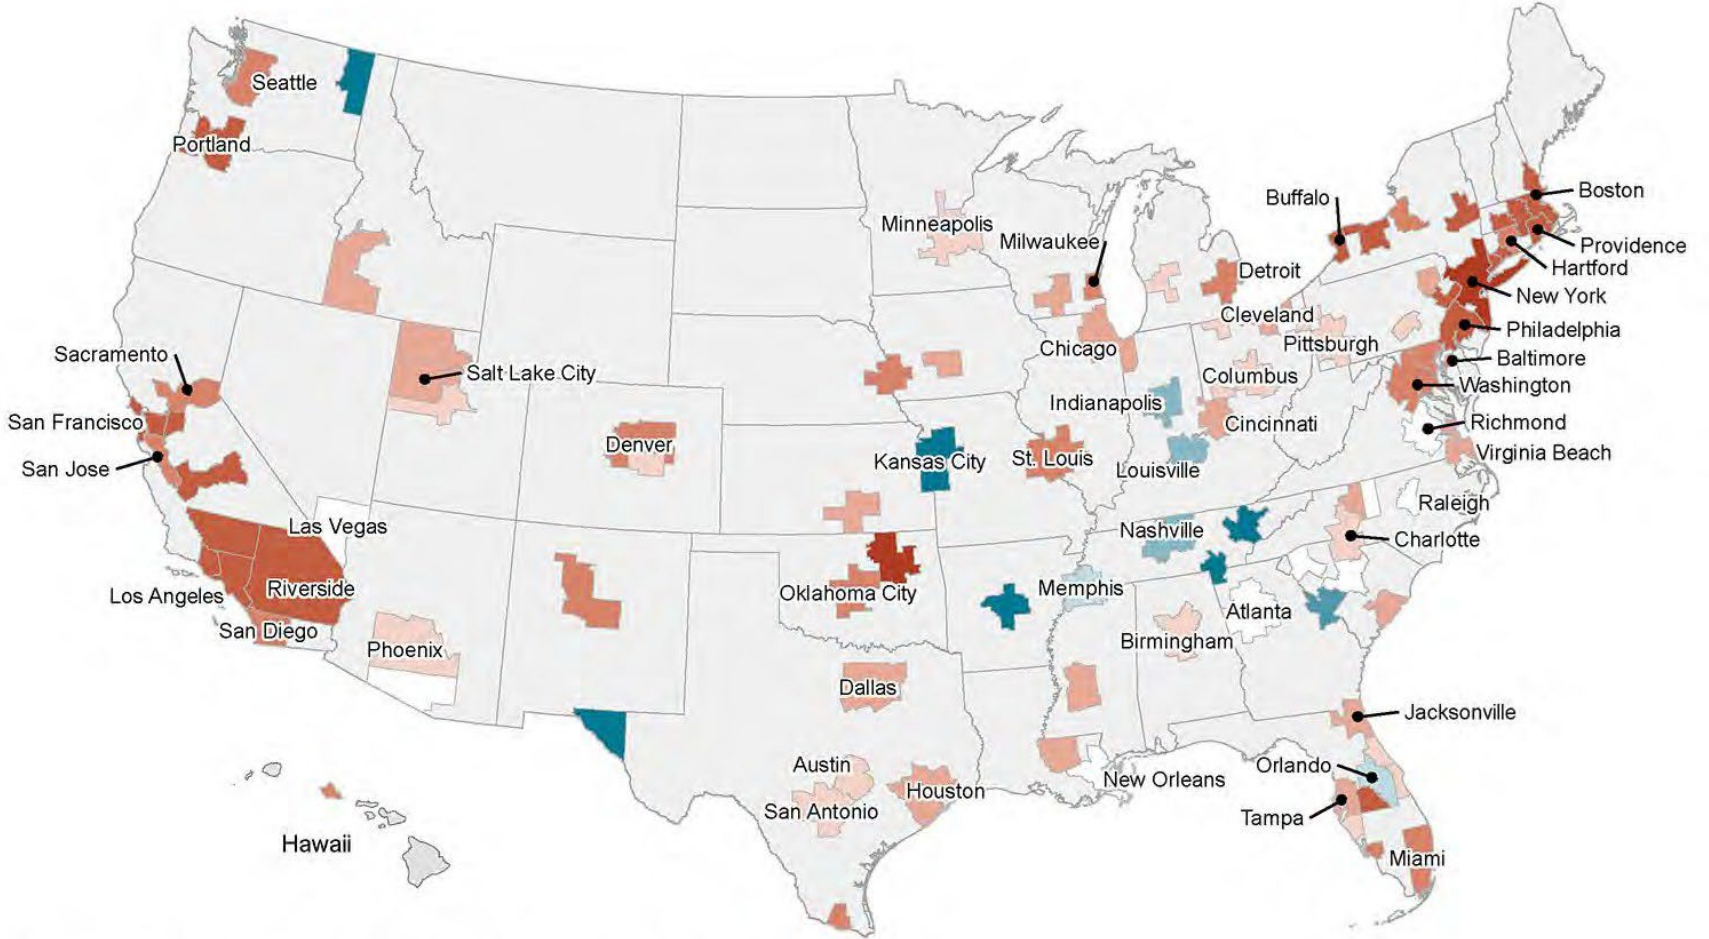 Seattle
Portland
Buffalo
Boston
Minneapolis
Milwaukee
Providence
Detroit
Hartford
New York
Cleveland
Philadelphia
Sacramento
Chicago
Pittsburgh
Baltimore
Salt Lake City
Columbus
Washington
Indianapolis
San Francisco
Cincinnati
Richmond
Denver
Kansas City
St. Louis
Louisville
Virginia Beach
San Jose
Las Vegas
Nashville
Raleigh
Charlotte
Los Angeles
Riverside
Oklahoma City
Memphis
Atlanta
San Diego
Phoenix
Birmingham
Dallas
Jacksonville
Austin
Orlando
New Orleans
Houston
San Antonio
Tampa
Hawaii
Miami